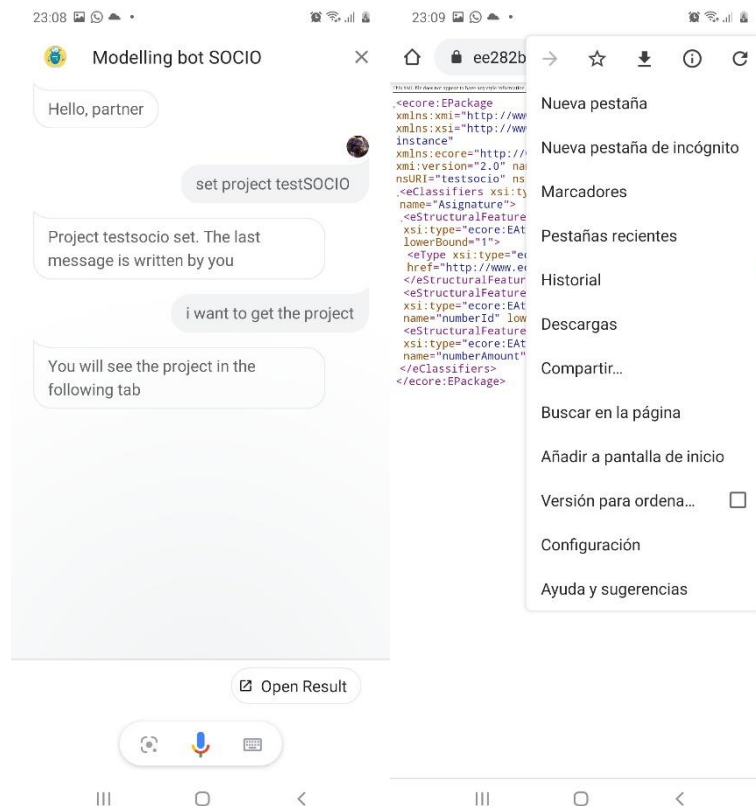 23:08
Modelling bot SOCIO
Hello, partner
set project testSOCIO
Project testsocio set. The last
message is written by you
i want to get the project
You will see the project in the
following tab
Open Result
23:09
ee282b
<ecore:EPackage
xmlns:xmi="http://www
xmlns:xsi="http://www
instance"
xmlns:ecore="http://
xmi:version="2.0" na
nsURI="testsocio" ns
<eClassifiers xsi:ty
name="Asignature">
<eStructuralFeature
xsi:type="ecore:EAt
lowerBound="1">
<eType xsi:type="ec
href="http://www.ec
</eStructuralFeatur
<eStructuralFeature
xsi:type="ecore:EAt
name="numberId" low
<eStructuralFeature
xsi:type="ecore:EAt
name="numberAmount"
</eClassifiers>
</ecore:EPackage>
Nueva pestaña
Nueva pestaña de incógnito
Marcadores
Pestañas recientes
Historial
Descargas
Compartir...
Buscar en la página
Añadir a pantalla de inicio
Versión para ordena...
Configuración
Ayuda y sugerencias